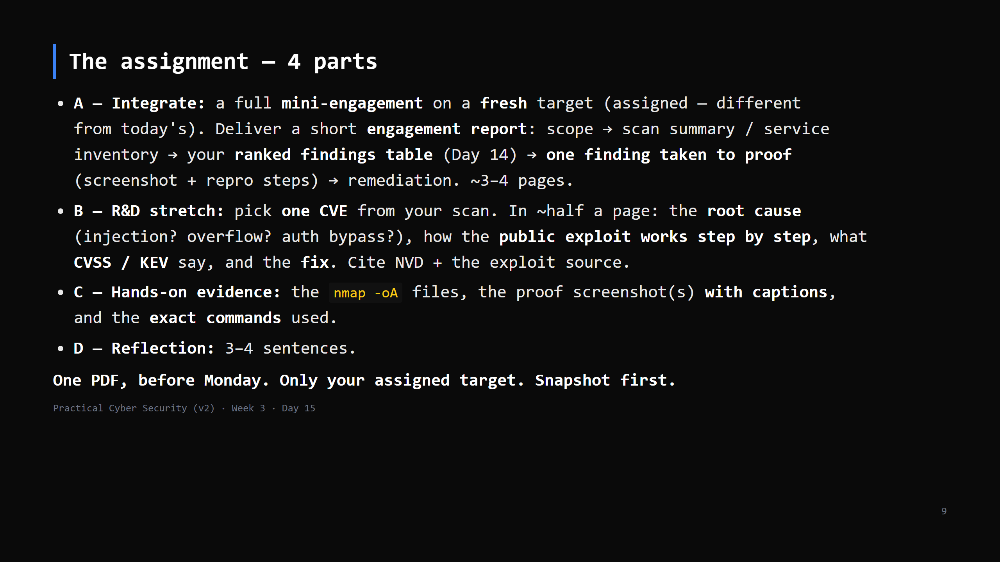 The assignment — 4 parts
• A — Integrate: a full mini-engagement on a fresh target (assigned — different
from today's). Deliver a short engagement report: scope → scan summary / service
inventory → your ranked findings table (Day 14) → one finding taken to proof
(screenshot + repro steps) → remediation. ~3–4 pages.
• B — R&D stretch: pick one CVE from your scan. In ~half a page: the root cause
(injection? overflow? auth bypass?), how the public exploit works step by step, what
CVSS / KEV say, and the fix. Cite NVD + the exploit source.
• C — Hands-on evidence: the nmap -oA files, the proof screenshot(s) with captions,
and the exact commands used.
• D — Reflection: 3–4 sentences.
One PDF, before Monday. Only your assigned target. Snapshot first.
Practical Cyber Security (v2) · Week 3 · Day 15
9